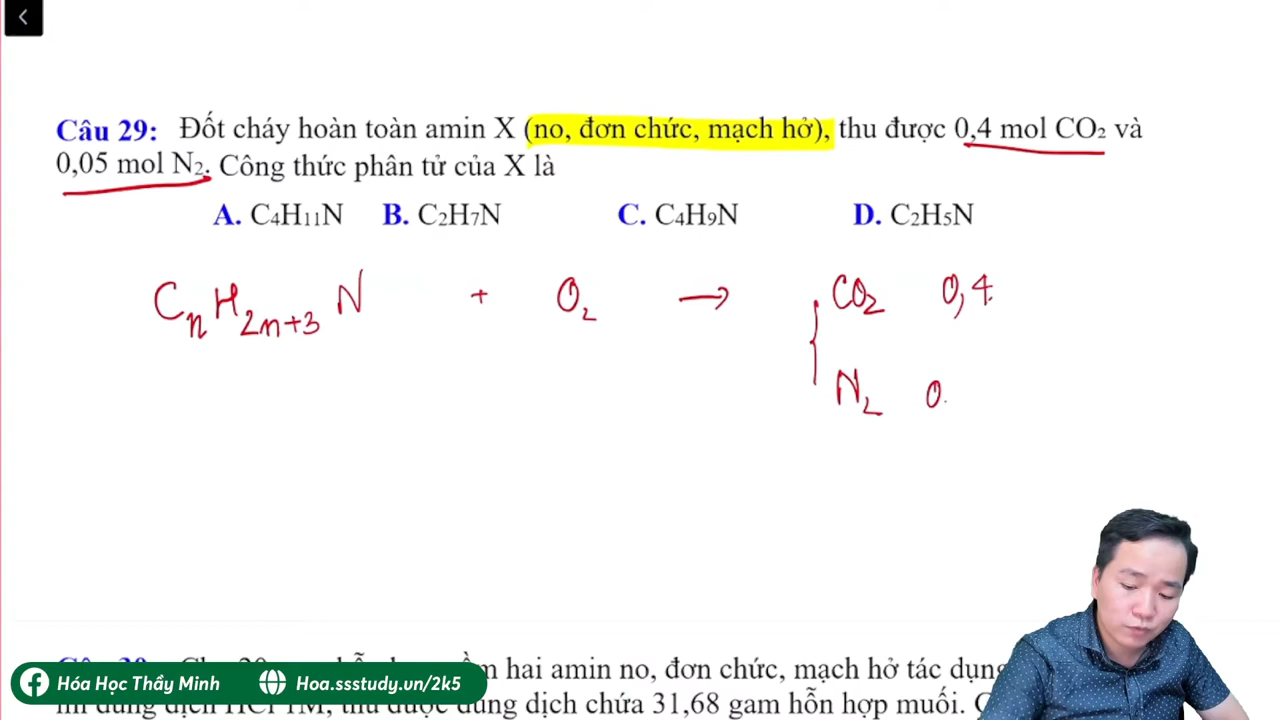 Câu 29: Đốt cháy hoàn toàn amin X (no, đơn chức, mạch hở), thu được 0,4 mol CO₂ và
0,05 mol N₂. Công thức phân tử của X là
A. C₄H₁₁N B. C₂H₇N C. C₄H₉N D. C₂H₅N
CₙH₂ₙ₊₃N + O₂ → CO₂ 0,4
N₂ 0
hai amin no, đơn chức, mạch hở tác dụng
dung dịch chứa 31,68 gam hỗn hợp muối.
Hóa Học Thầy Minh Hoa.ssstudy.vn/2k5